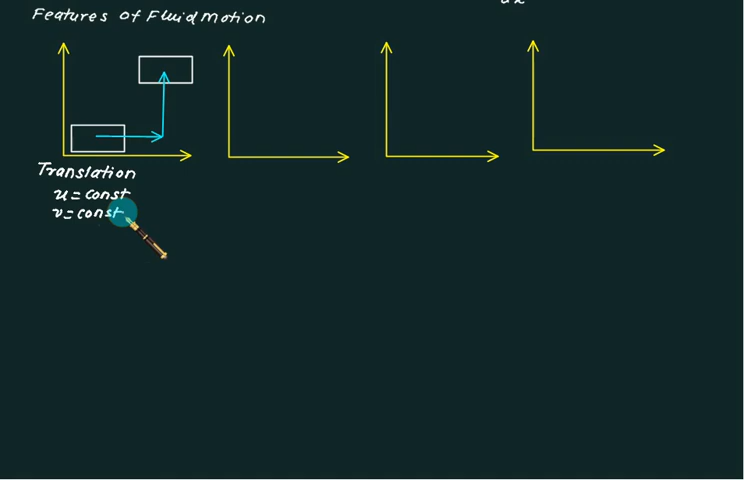 Features of Fluid Motion
Translation
u = const
v = const